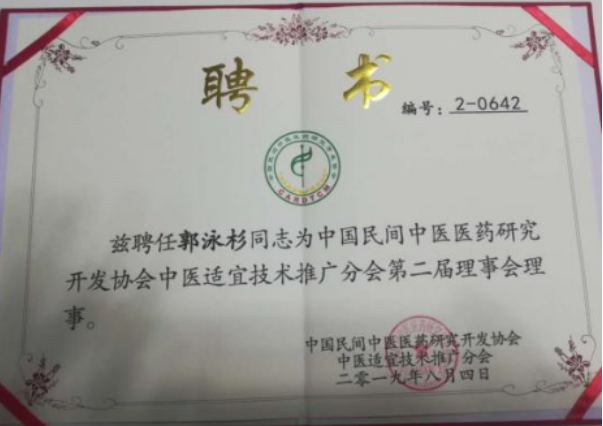 聘书
编号：2-0642
CARDTCM
兹聘任郭泳杉同志为中国民间中医医药研究
开发协会中医适宜技术推广分会第二届理事会理
事。
中国民间中医医药研究开发协会
中医适宜技术推广分会
二零一九年八月四日